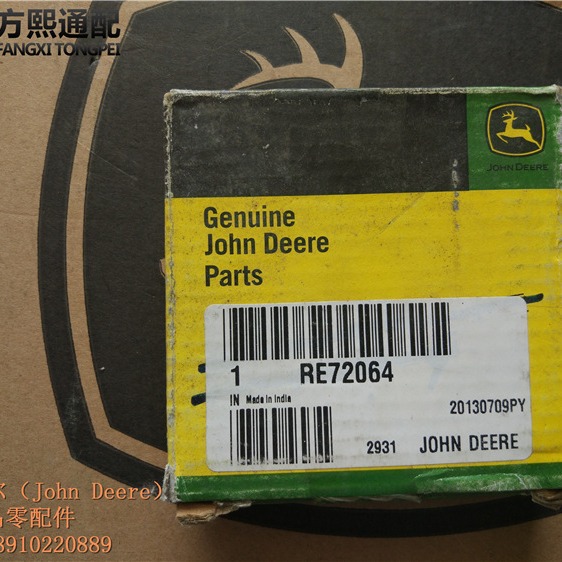 方熙通配
FANGXI TONGPEI
JOHN DEERE
Genuine
John Deere
Parts
1 RE72064
IN Made in India
20130709PY
2931 JOHN DEERE
(John Deere)
零配件
8910220889